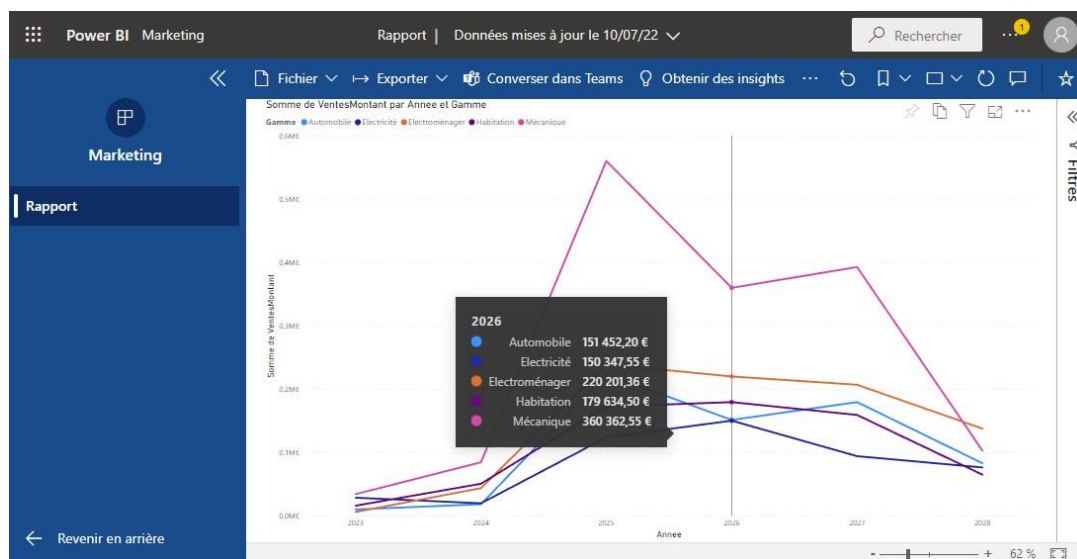 Power BI Marketing
Rapport | Données mises à jour le 10/07/22
Rechercher
... 1
Fichier Exporter Converser dans Teams Obtenir des insights ...
Marketing
Rapport
Revenir en arrière
Somme de VentesMontant par Annee et Gamme
Gamme Automobile Electricité Electroménager Habitation Mécanique
0,6M€
0,5M€
0,4M€
0,3M€
0,2M€
0,1M€
0,0M€
Somme de VentesMontant
2026
Automobile 151 452,20 €
Electricité 150 347,55 €
Electroménager 220 201,36 €
Habitation 179 634,50 €
Mécanique 360 362,55 €
2023 2024 2025 2026 2027 2028
Annee
Filtres
- + 62 %